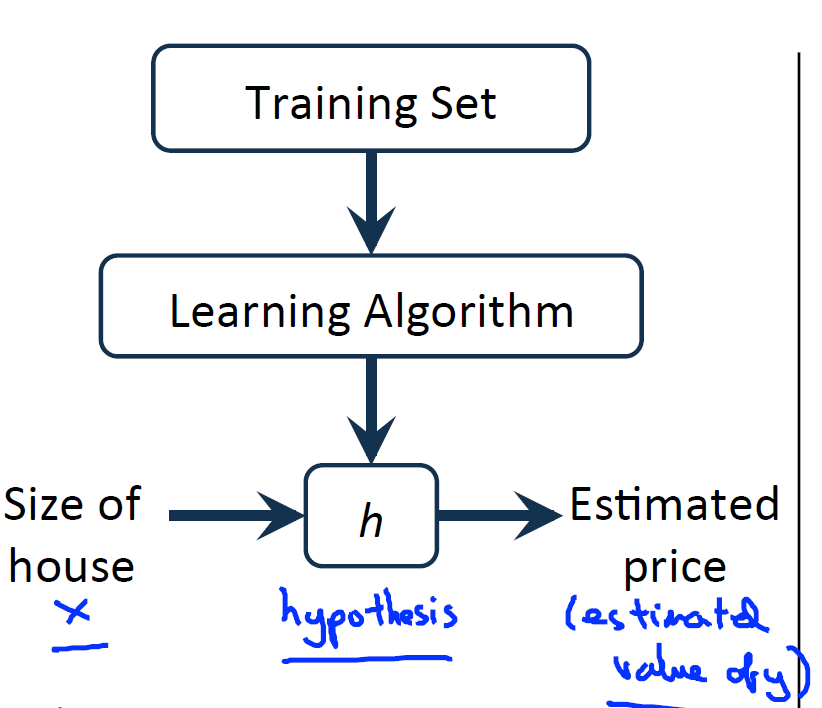 Training Set
Learning Algorithm
Size of
house
h
Estimated
price
x
hypothesis
(estimated
value of y)